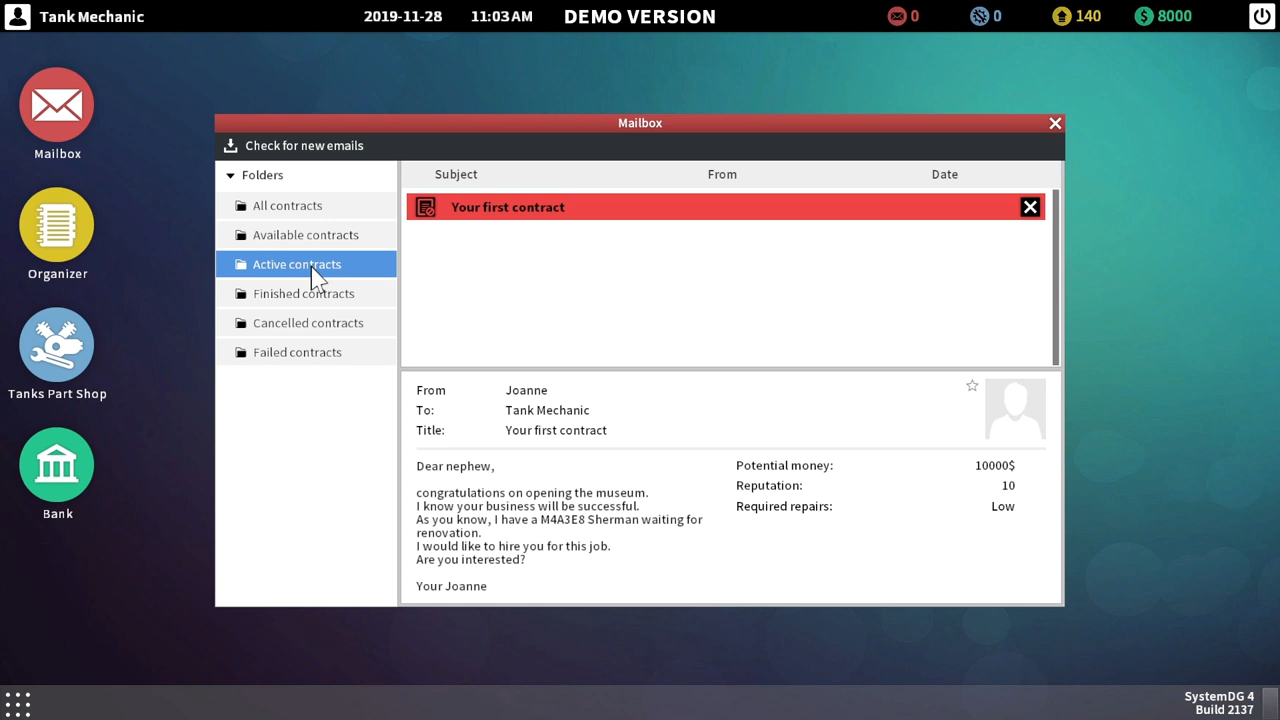 Tank Mechanic
2019-11-28 11:03 AM DEMO VERSION 0 0 140 $ 8000
Mailbox
Organizer
Tanks Part Shop
Bank
Mailbox
Check for new emails
Folders
All contracts
Available contracts
Active contracts
Finished contracts
Cancelled contracts
Failed contracts
Subject From Date
Your first contract
From Joanne
To: Tank Mechanic
Title: Your first contract
Dear nephew,
congratulations on opening the museum.
I know your business will be successful.
As you know, I have a M4A3E8 Sherman waiting for
renovation.
I would like to hire you for this job.
Are you interested?
Your Joanne
Potential money: 10000$
Reputation: 10
Required repairs: Low
SystemDG 4
Build 2137